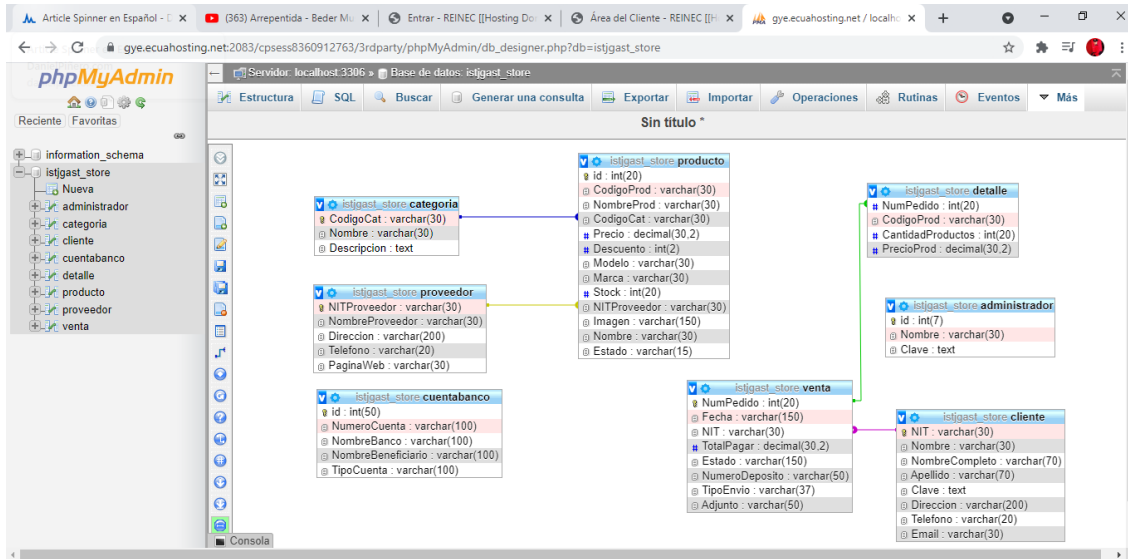 Article Spinner en Español - D
(363) Arrepentida - Beder Mu
Entrar - REINEC [[Hosting Dor
Área del Cliente - REINEC [[H
gye.ecuahosting.net / localho
gye.ecuahosting.net:2083/cpsess8360912763/3rdparty/phpMyAdmin/db_designer.php?db=istjgast_store
phpMyAdmin
Reciente Favoritas
information_schema
istjgast_store
Nueva
administrador
categoria
cliente
cuentabanco
detalle
producto
proveedor
venta
Servidor: localhost:3306 » Base de datos: istjgast_store
Estructura SQL Buscar Generar una consulta Exportar Importar Operaciones Rutinas Eventos Más
Sin título *
istjgast_store categoria
CodigoCat : varchar(30)
Nombre : varchar(30)
Descripcion : text
istjgast_store proveedor
NITProveedor : varchar(30)
NombreProveedor : varchar(30)
Direccion : varchar(200)
Telefono : varchar(20)
PaginaWeb : varchar(30)
istjgast_store cuentabanco
id : int(50)
NumeroCuenta : varchar(100)
NombreBanco : varchar(100)
NombreBeneficiario : varchar(100)
TipoCuenta : varchar(100)
istjgast_store producto
id : int(20)
CodigoProd : varchar(30)
NombreProd : varchar(30)
CodigoCat : varchar(30)
Precio : decimal(30,2)
Descuento : int(2)
Modelo : varchar(30)
Marca : varchar(30)
Stock : int(20)
NITProveedor : varchar(30)
Imagen : varchar(150)
Nombre : varchar(30)
Estado : varchar(15)
istjgast_store detalle
NumPedido : int(20)
CodigoProd : varchar(30)
CantidadProductos : int(20)
PrecioProd : decimal(30,2)
istjgast_store administrador
id : int(7)
Nombre : varchar(30)
Clave : text
istjgast_store venta
NumPedido : int(20)
Fecha : varchar(150)
NIT : varchar(30)
TotalPagar : decimal(30,2)
Estado : varchar(150)
NumeroDeposito : varchar(50)
TipoEnvio : varchar(37)
Adjunto : varchar(50)
istjgast_store cliente
NIT : varchar(30)
Nombre : varchar(30)
NombreCompleto : varchar(70)
Apellido : varchar(70)
Clave : text
Direccion : varchar(200)
Telefono : varchar(20)
Email : varchar(30)
Consola